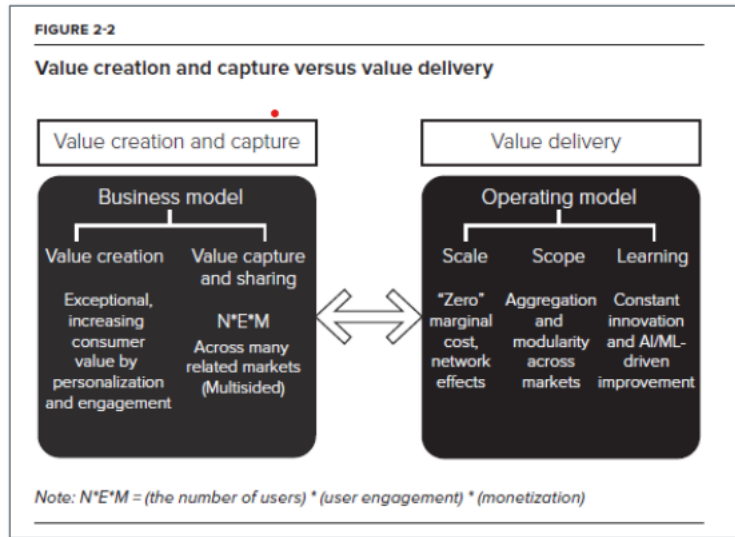 FIGURE 2-2
Value creation and capture versus value delivery
Value creation and capture
Business model
Value creation
Exceptional,
increasing
consumer
value by
personalization
and engagement
Value capture
and sharing
N*E*M
Across many
related markets
(Multisided)
Value delivery
Operating model
Scale
"Zero"
marginal
cost,
network
effects
Scope
Aggregation
and
modularity
across
markets
Learning
Constant
innovation
and AI/ML-
driven
improvement
Note: N*E*M = (the number of users) * (user engagement) * (monetization)